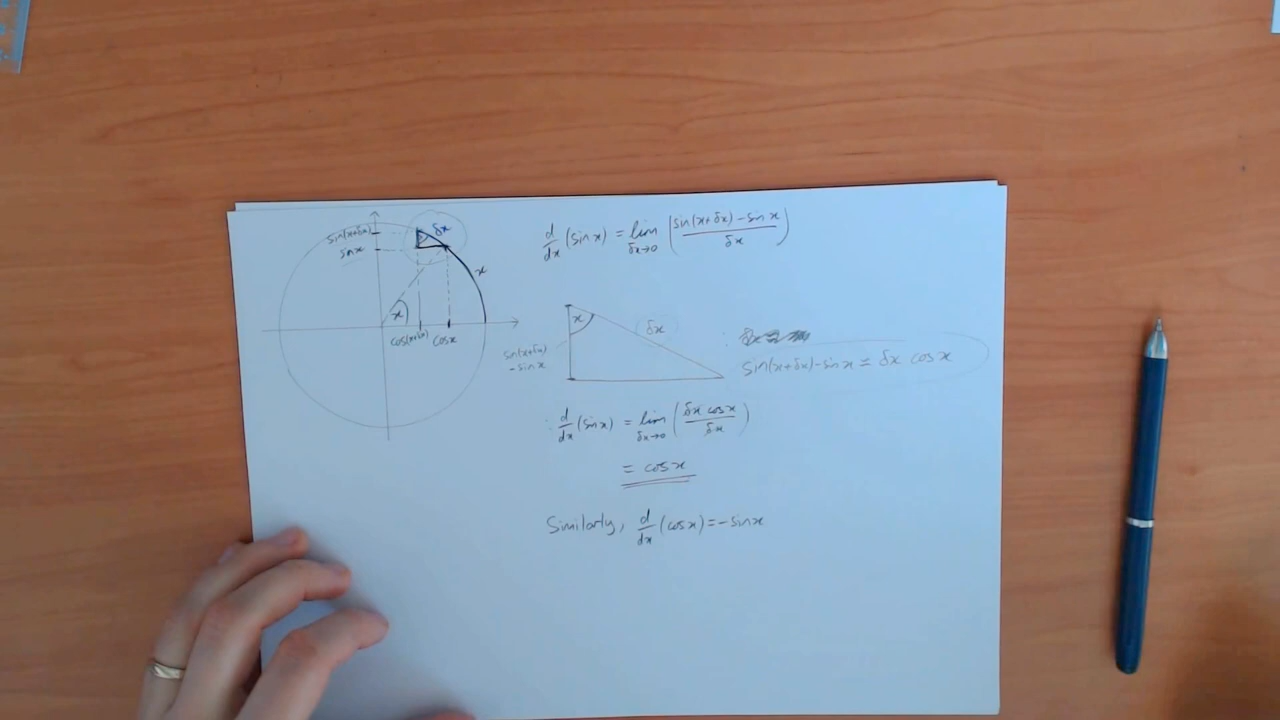 sin(x+δx)
sin x
δx
x
x
cos(x+δx) cos x
d/dx (sin x) = lim δx→0 ((sin(x+δx) - sin x)/δx)
x
δx
sin(x+δx)
- sin x
sin(x+δx) - sin x = δx cos x
∴ d/dx (sin x) = lim δx→0 (δx cos x/δx)
= cos x
Similarly, d/dx (cos x) = - sin x